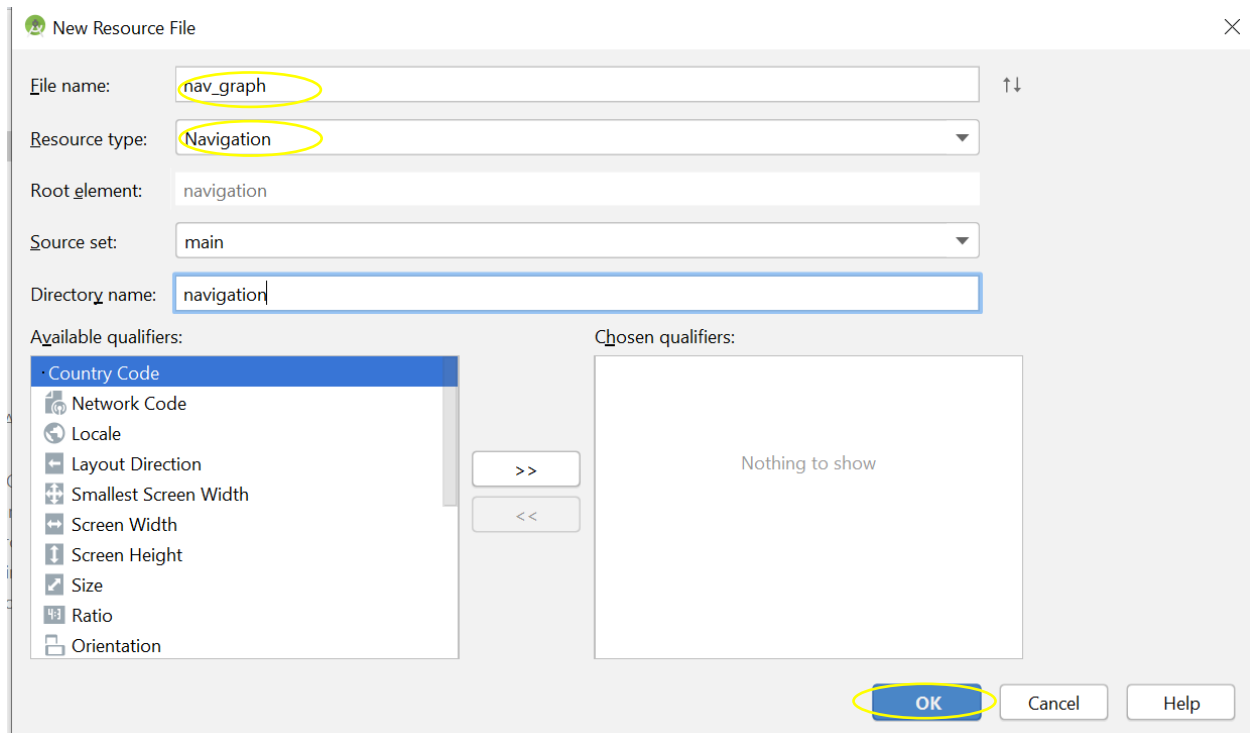 New Resource File
File name: nav_graph
Resource type: Navigation
Root element: navigation
Source set: main
Directory name: navigation
Available qualifiers: Chosen qualifiers:
Country Code
Network Code
Locale
Layout Direction
Smallest Screen Width
Screen Width
Screen Height
Size
4:3 Ratio
Orientation
>>
<<
Nothing to show
OK Cancel Help